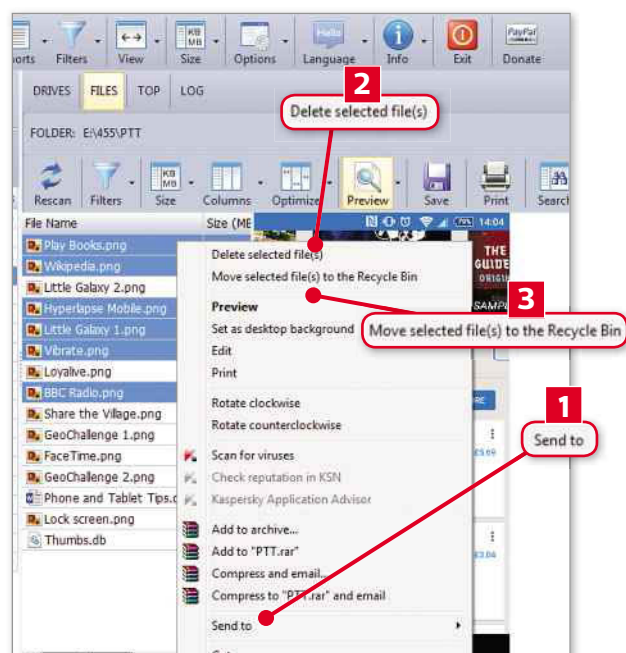 orts Filters View Size Options Language Info Exit Donate
KB MB Hello PayPal
DRIVES FILES TOP LOG
2
Delete selected file(s)
FOLDER: E:\455\PTT
KB MB
Rescan Filters Size Columns Optimize Preview Save Print Search
File Name Size (ME 14:04
Play Books.png
Wikipedia.png
Little Galaxy 2.png
Hyperlapse Mobile.png
Little Galaxy 1.png
Vibrate.png
Loyalive.png
BBC Radio.png
Share the Village.png
GeoChallenge 1.png
FaceTime.png
GeoChallenge 2.png
Phone and Tablet Tips.d
Lock screen.png
Thumbs.db
Delete selected file(s)
Move selected file(s) to the Recycle Bin
Preview
Set as desktop background
Edit
Print
Rotate clockwise
Rotate counterclockwise
Scan for viruses
Check reputation in KSN
Kaspersky Application Advisor
Add to archive...
Add to "PTT.rar"
Compress and email...
Compress to "PTT.rar" and email
Send to
THE
GUIDE
SAMPL
3
Move selected file(s) to the Recycle Bin
1
Send to
£5.09